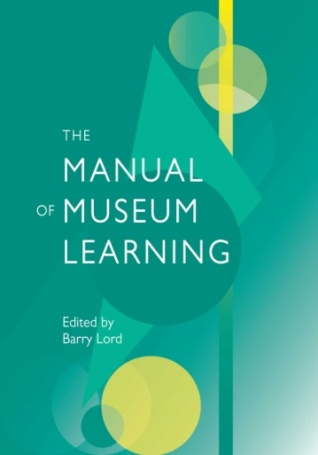 THE
MANUAL
OF MUSEUM
LEARNING
Edited by
Barry Lord